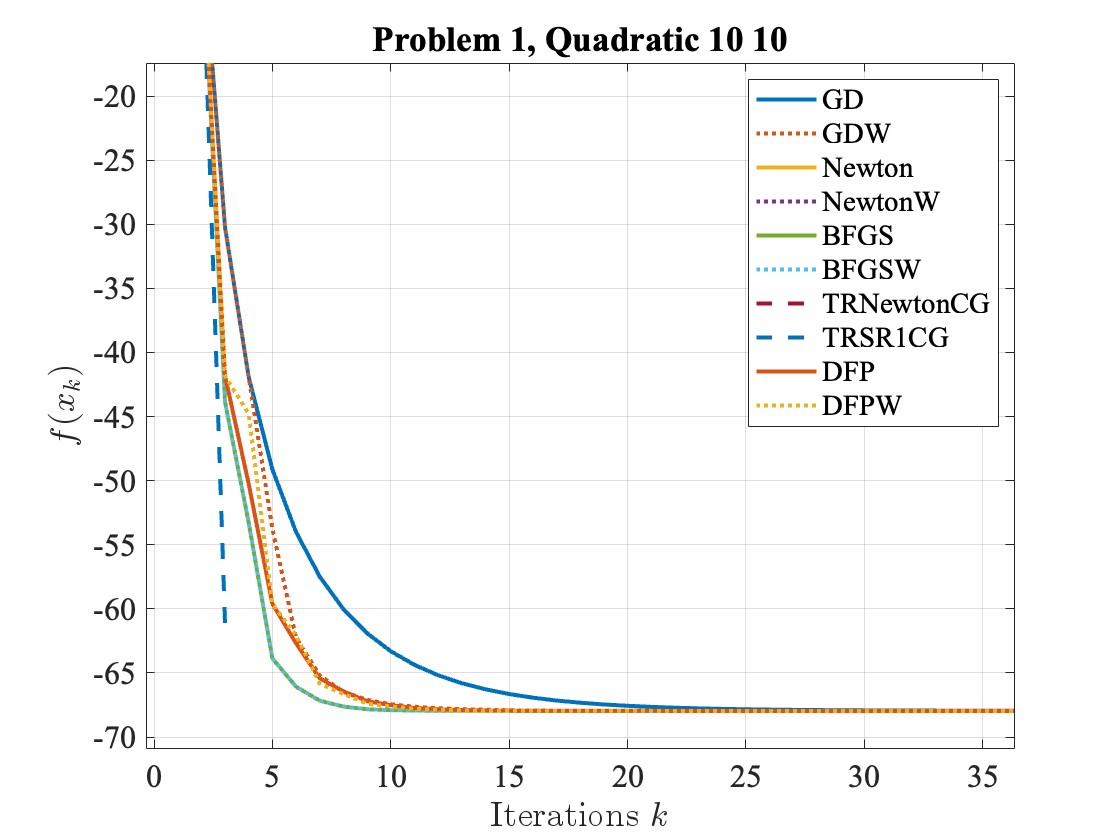 Problem 1, Quadratic 10 10
-20
-25
-30
-35
-40
-45
-50
-55
-60
-65
-70
f(x_k)
GD
GDW
Newton
NewtonW
BFGS
BFGSW
TRNewtonCG
TRSR1CG
DFP
DFPW
0 5 10 15 20 25 30 35
Iterations k